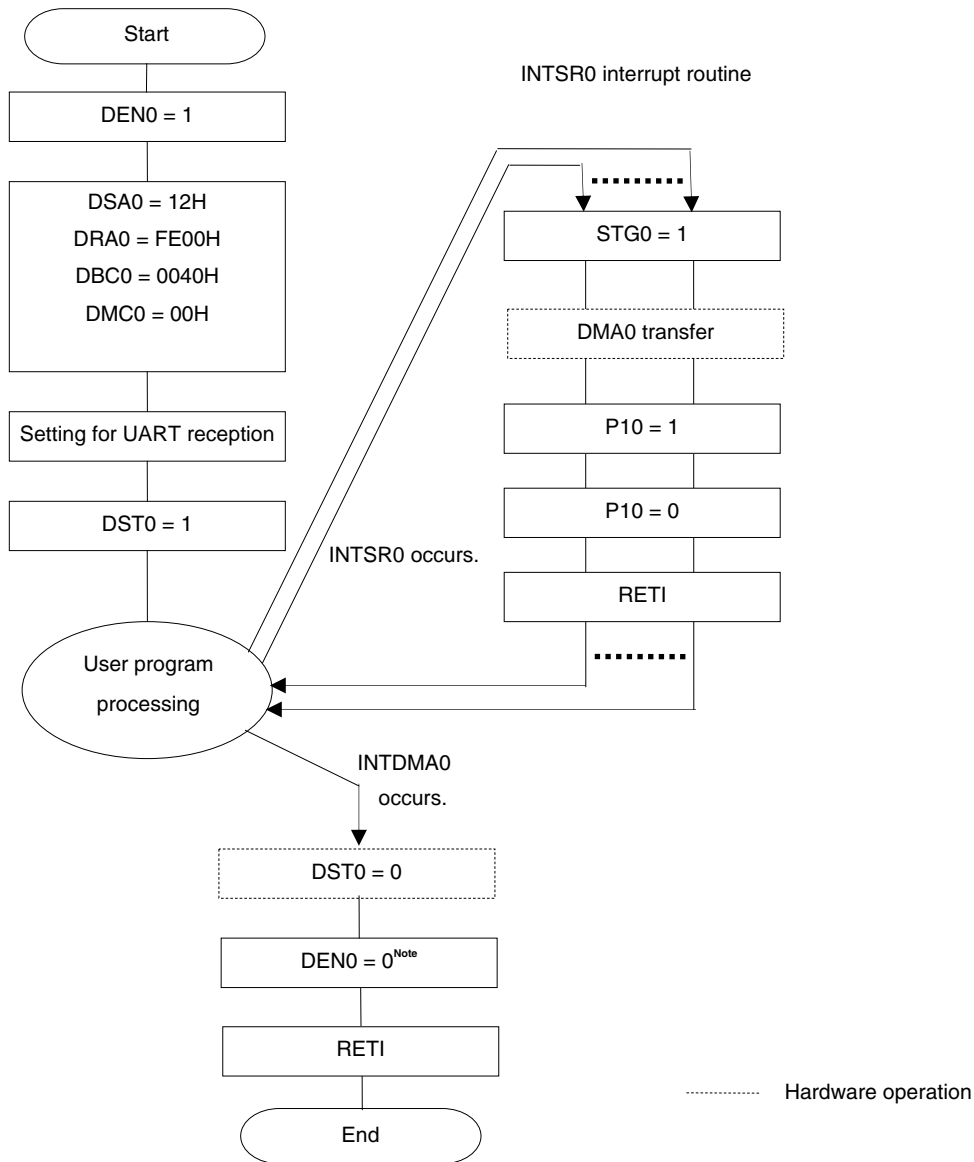 Start
DEN0 = 1
DSA0 = 12H
DRA0 = FE00H
DBC0 = 0040H
DMC0 = 00H
Setting for UART reception
DST0 = 1
User program
processing
INTSR0 interrupt routine
STG0 = 1
DMA0 transfer
P10 = 1
P10 = 0
RETI
INTSR0 occurs.
INTDMA0
occurs.
DST0 = 0
DEN0 = 0Note
RETI
End
Hardware operation